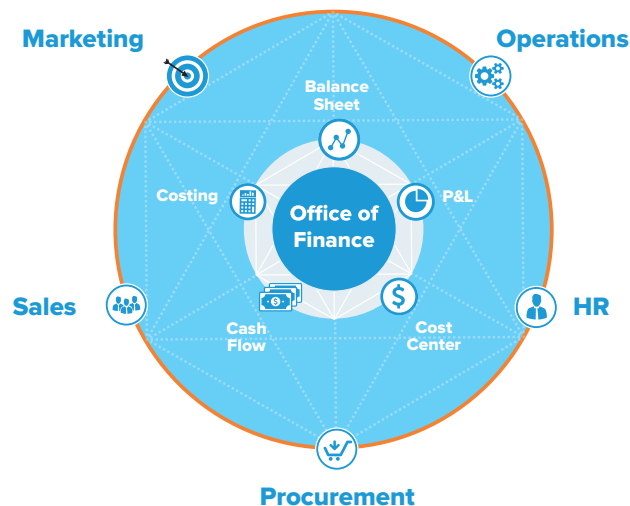 Marketing
Operations
Balance
Sheet
Costing
P&L
Office of
Finance
Sales
HR
Cash
Flow
Cost
Center
Procurement